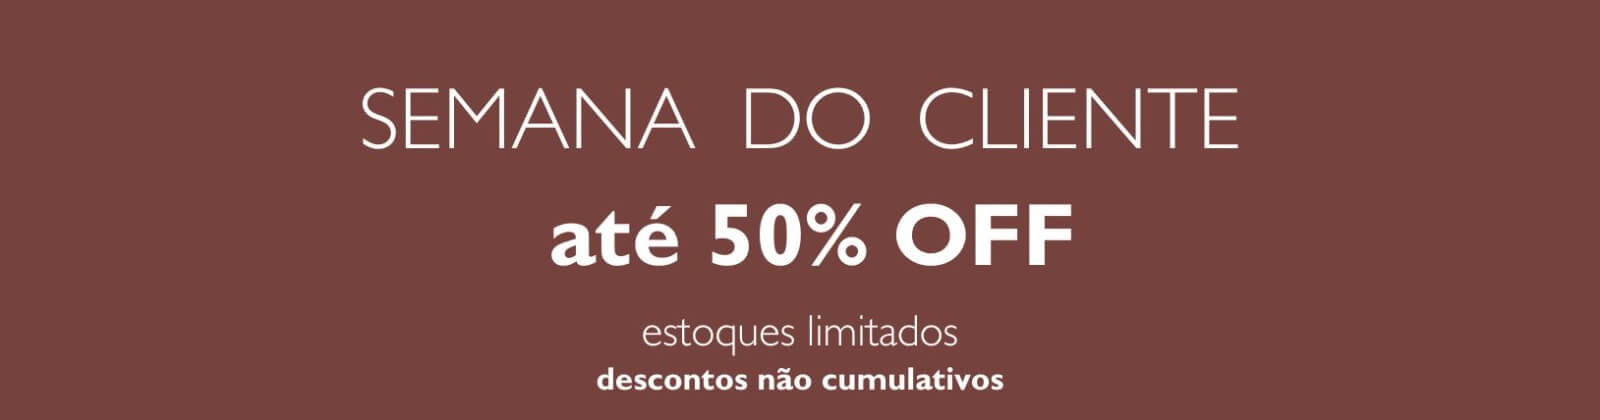 SEMANA DO CLIENTE
até 50% OFF
estoques limitados
descontos não cumulativos